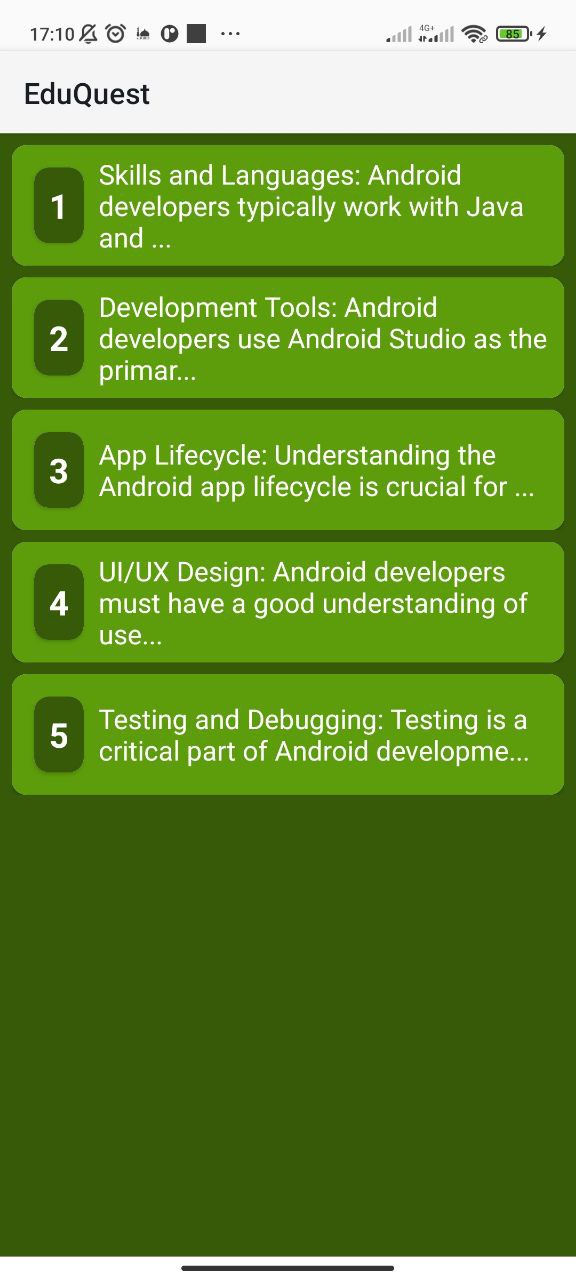 17:10 ... 4G+ 85
EduQuest
1
Skills and Languages: Android
developers typically work with Java
and ...
2
Development Tools: Android
developers use Android Studio as the
primar...
3
App Lifecycle: Understanding the
Android app lifecycle is crucial for ...
4
UI/UX Design: Android developers
must have a good understanding of
use...
5
Testing and Debugging: Testing is a
critical part of Android developme...